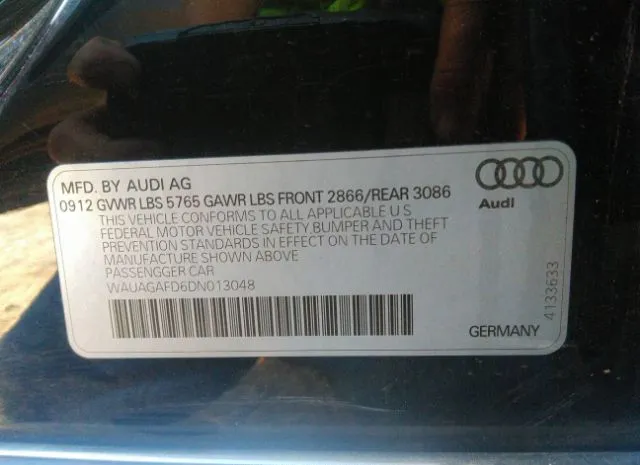 MFD. BY AUDI AG
0912 GVWR LBS 5765 GAWR LBS FRONT 2866/REAR 3086
THIS VEHICLE CONFORMS TO ALL APPLICABLE U S
FEDERAL MOTOR VEHICLE SAFETY,BUMPER AND THEFT
PREVENTION STANDARDS IN EFFECT ON THE DATE OF
MANUFACTURE SHOWN ABOVE
PASSENGGER CAR
WAUAGAFD6DN013048
Audi
4133633
GERMANY